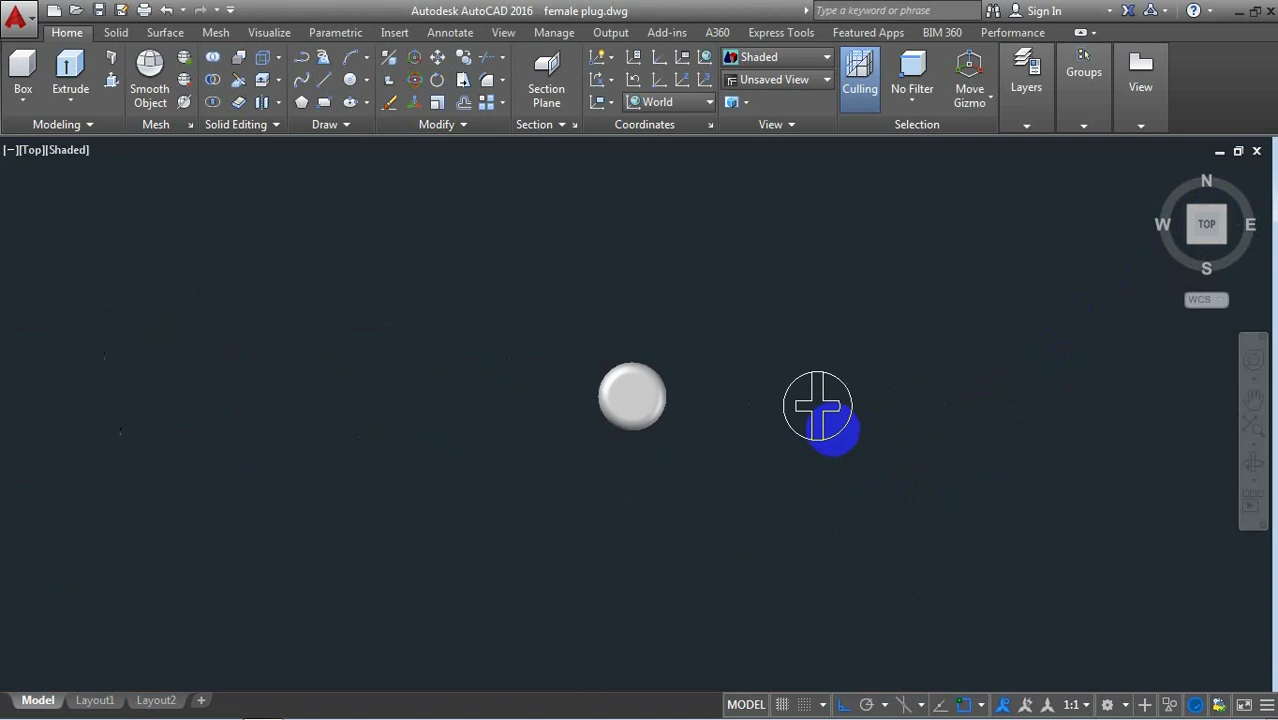 Autodesk AutoCAD 2016 female plug.dwg
Type a keyword or phrase
Sign In
Home Solid Surface Mesh Visualize Parametric Insert Annotate View Manage Output Add-ins A360 Express Tools Featured Apps BIM 360 Performance
Shaded
Unsaved View
World
Box Extrude Smooth Object Section Plane Culling No Filter Move Gizmo Layers Groups View
Modeling Mesh Solid Editing Draw Modify Section Coordinates View Selection
[−][Top][Shaded]
N
W TOP E
S
WCS
Model Layout1 Layout2 +
MODEL 1:1